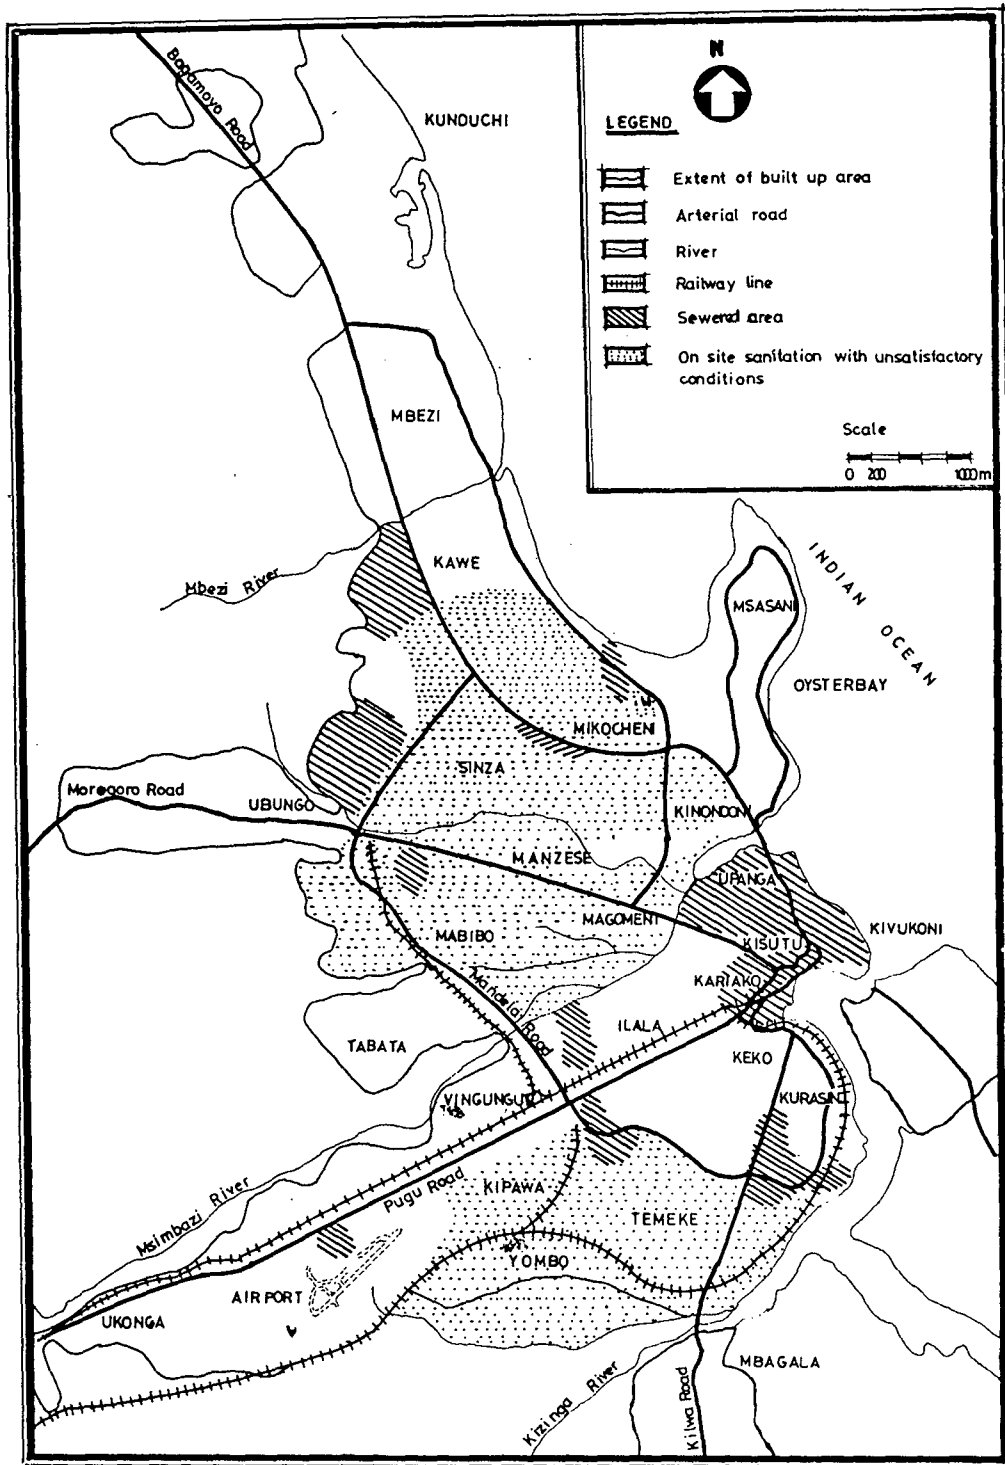 N
LEGEND
Extent of built up area
Arterial road
River
Railway line
Sewered area
On site sanitation with unsatisfactory
conditions
Scale
0 200 1000m
Bagamoyo Road
KUNDUCHI
MBEZI
KAWE
Mbezi River
INDIAN OCEAN
MSASANI
OYSTERBAY
MIKOCHENI
SINZA
Morogoro Road
UBUNGO
KINONDONI
MANZESE
UPANGA
MAGOMENI
KIVUKONI
MABIBO
KISUTU
KARIAKO
Mandela Road
ILALA
TABATA
KEKO
VINGUNGUTI
KURASINI
Msimbazi River
Pugu Road
KIPAWA
TEMEKE
YOMBO
AIRPORT
UKONGA
MBAGALA
Kizinga River
Kilwa Road